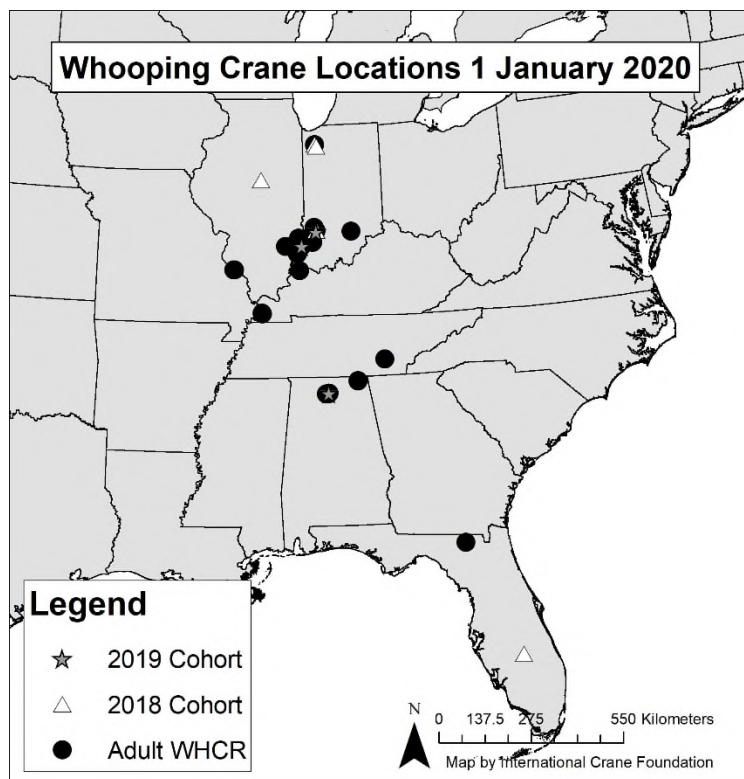 Whooping Crane Locations 1 January 2020
Legend
2019 Cohort
2018 Cohort
Adult WHCR
N
0 137.5 275 550 Kilometers
Map by International Crane Foundation